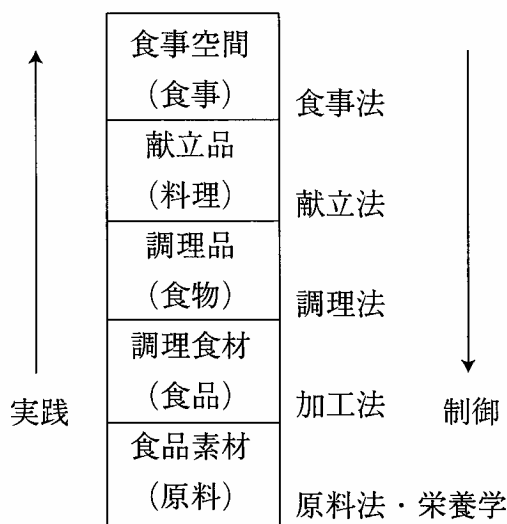 食事空間
(食事)
食事法
献立品
(料理)
献立法
調理品
(食物)
調理法
調理食材
(食品)
加工法
食品素材
(原料)
原料法・栄養学
実践
制御